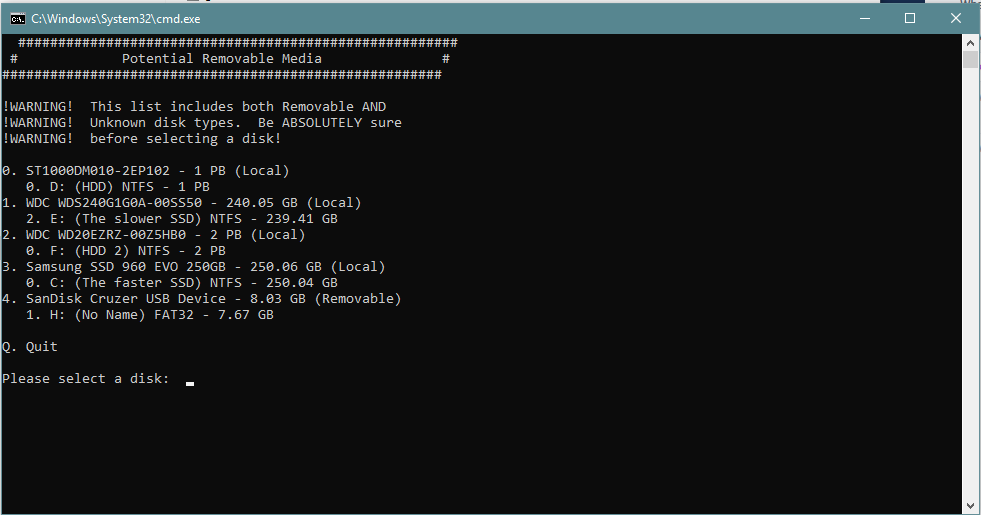 C:\Windows\System32\cmd.exe
#######################################################
# Potential Removable Media #
#######################################################
!WARNING! This list includes both Removable AND
!WARNING! Unknown disk types. Be ABSOLUTELY sure
!WARNING! before selecting a disk!
0. ST1000DM010-2EP102 - 1 PB (Local)
0. D: (HDD) NTFS - 1 PB
1. WDC WDS240G1G0A-00SS50 - 240.05 GB (Local)
2. E: (The slower SSD) NTFS - 239.41 GB
2. WDC WD20EZRZ-00Z5HB0 - 2 PB (Local)
0. F: (HDD 2) NTFS - 2 PB
3. Samsung SSD 960 EVO 250GB - 250.06 GB (Local)
0. C: (The faster SSD) NTFS - 250.04 GB
4. SanDisk Cruzer USB Device - 8.03 GB (Removable)
1. H: (No Name) FAT32 - 7.67 GB
Q. Quit
Please select a disk: